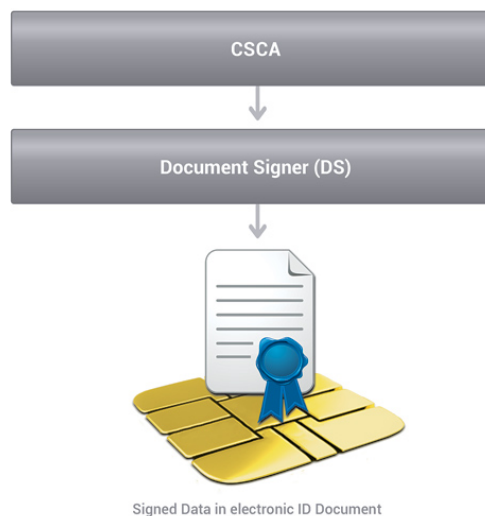 CSCA
Document Signer (DS)
Signed Data in electronic ID Document